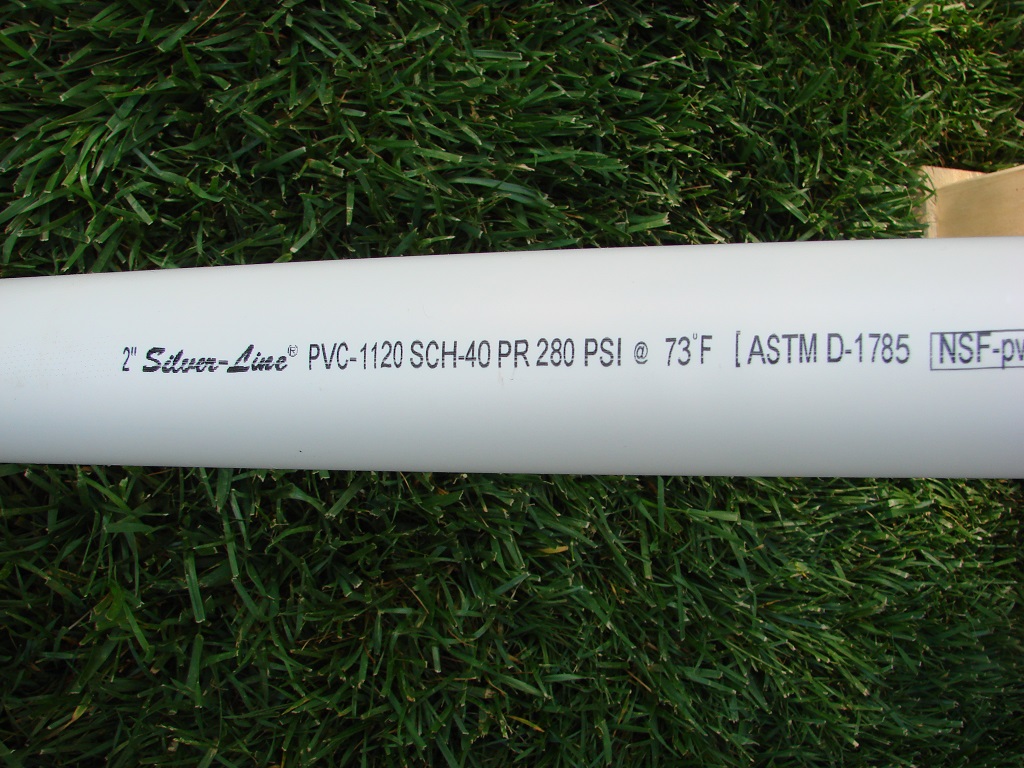 2" Silver-Line® PVC-1120 SCH-40 PR 280 PSI @ 73°F [ASTM D-1785 NSF-pw